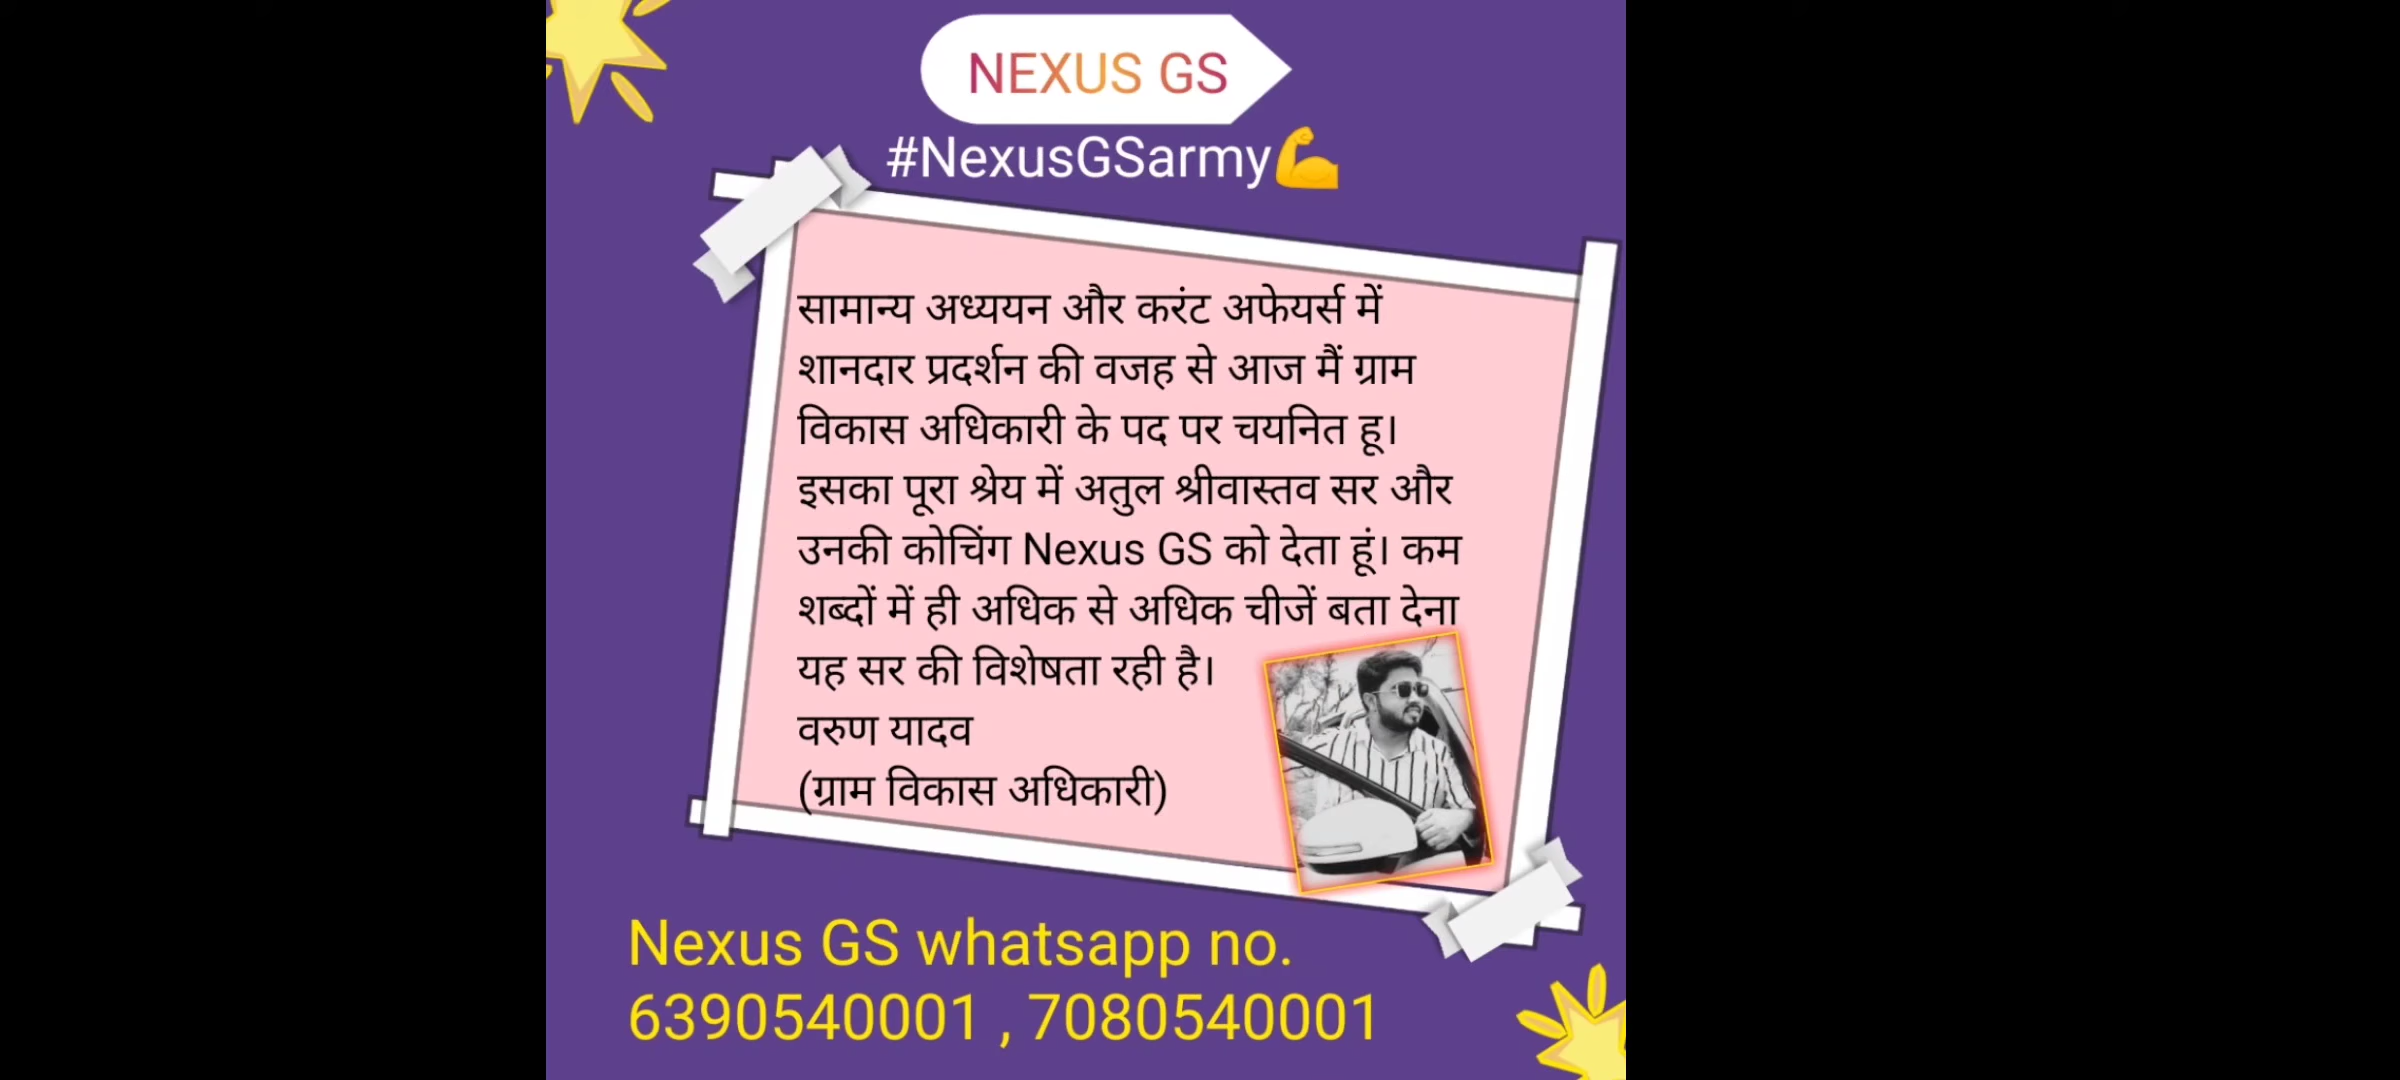 NEXUS GS
#NexusGSarmy💪
सामान्य अध्ययन और करंट अफेयर्स में
शानदार प्रदर्शन की वजह से आज मैं ग्राम
विकास अधिकारी के पद पर चयनित हू।
इसका पूरा श्रेय में अतुल श्रीवास्तव सर और
उनकी कोचिंग Nexus GS को देता हूं। कम
शब्दों में ही अधिक से अधिक चीजें बता देना
यह सर की विशेषता रही है।
वरुण यादव
(ग्राम विकास अधिकारी)
Nexus GS whatsapp no.
6390540001 , 7080540001